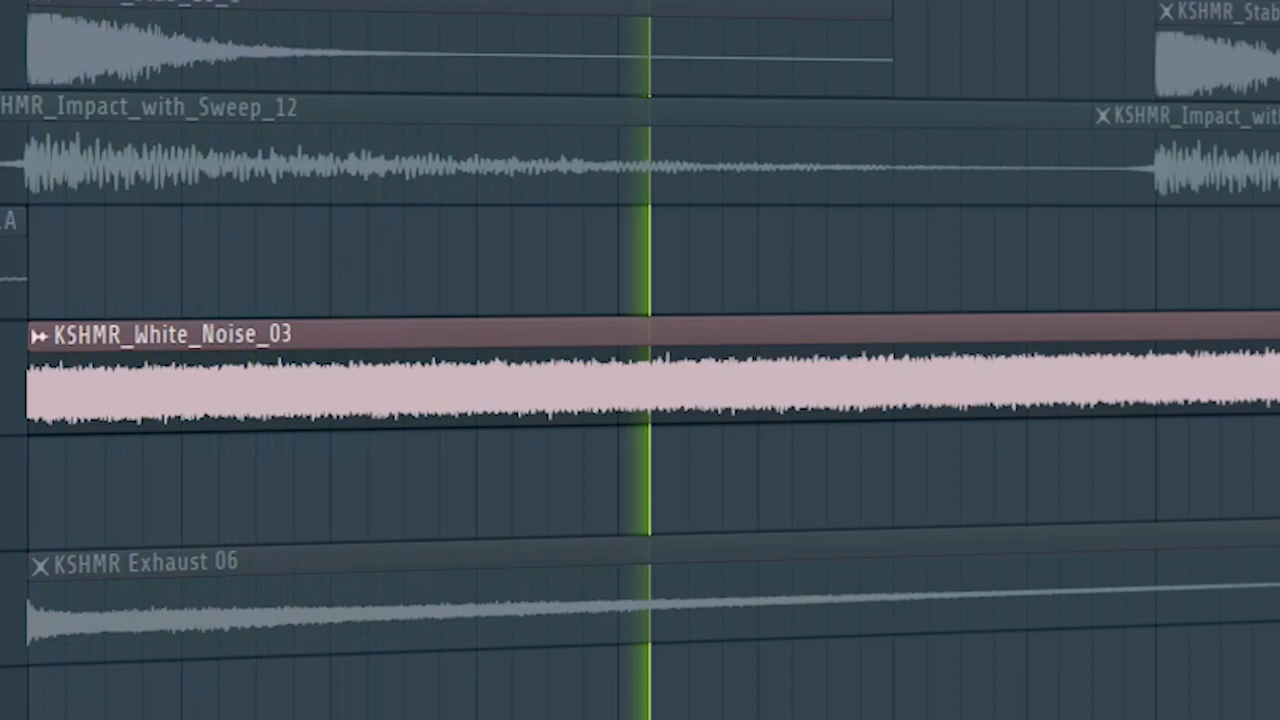 KSHMR_Stab
HMR_Impact_with_Sweep_12
KSHMR_Impact_wit
A
KSHMR_White_Noise_03
KSHMR Exhaust 06